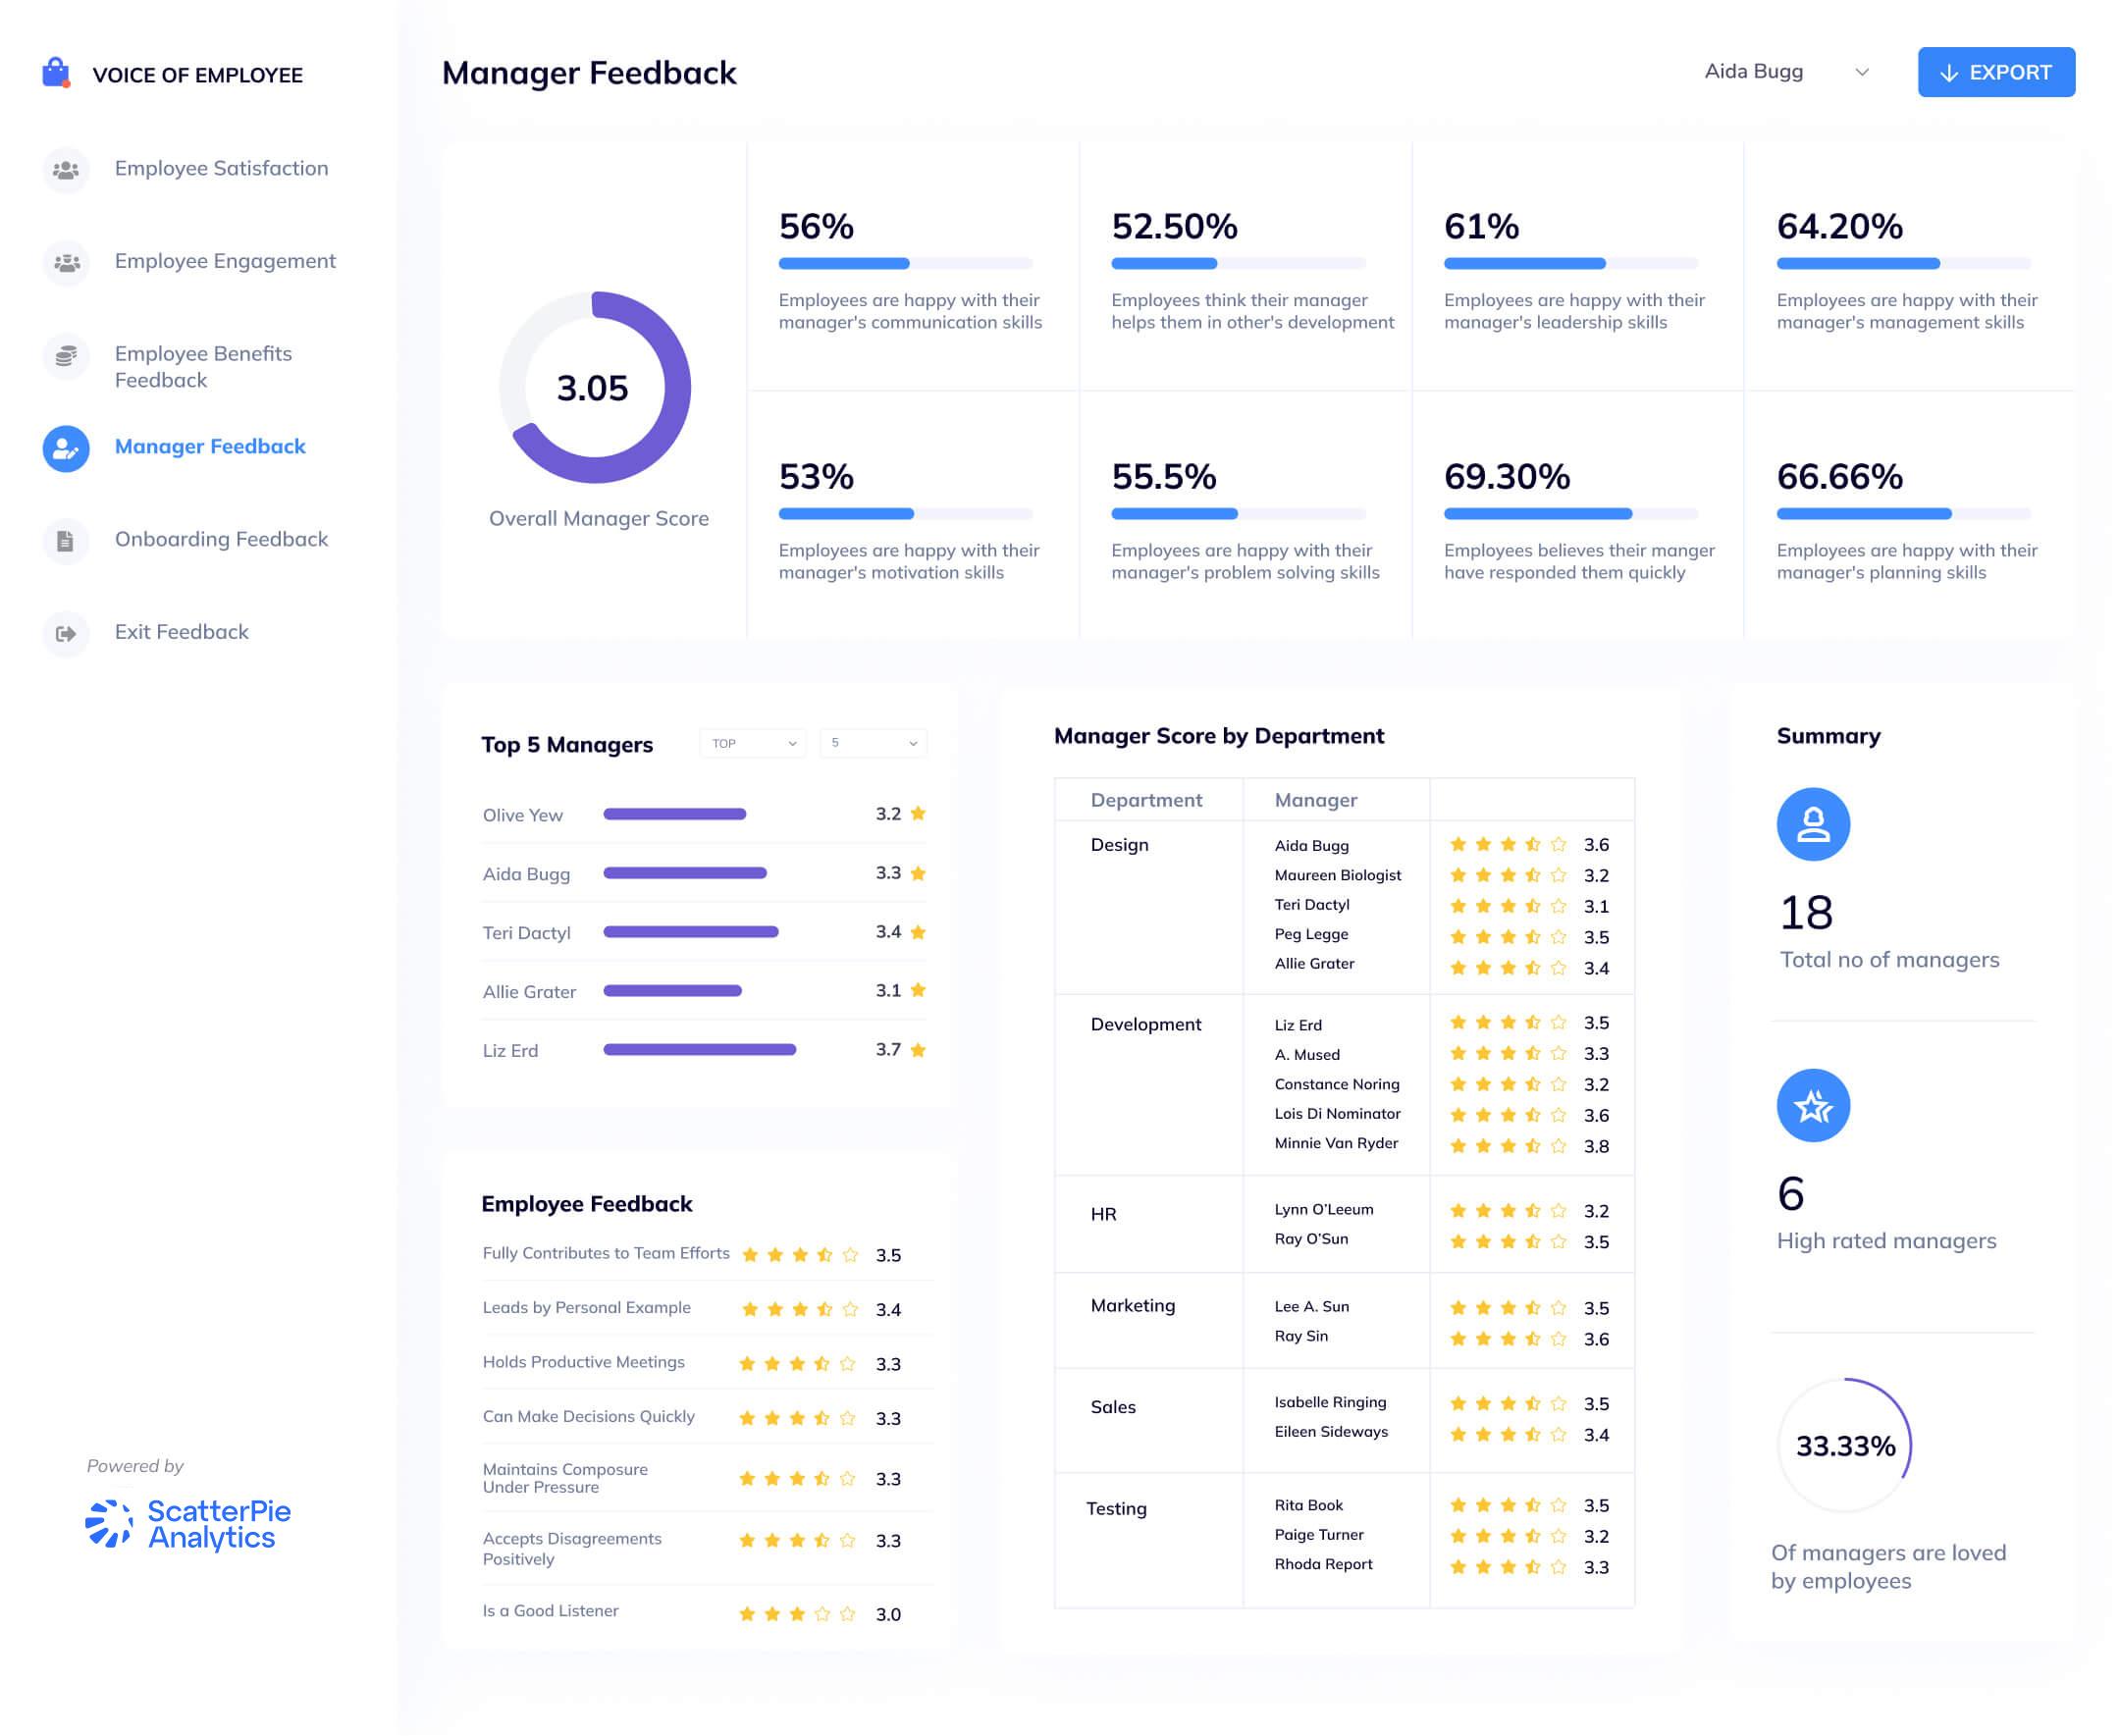 VOICE OF EMPLOYEE
Employee Satisfaction
Employee Engagement
Employee Benefits
Feedback
Manager Feedback
Onboarding Feedback
Exit Feedback
Powered by
ScatterPie
Analytics
Manager Feedback
Aida Bugg
EXPORT
3.05
Overall Manager Score
56%
Employees are happy with their
manager's communication skills
52.50%
Employees think their manager
helps them in other's development
61%
Employees are happy with their
manager's leadership skills
64.20%
Employees are happy with their
manager's management skills
53%
Employees are happy with their
manager's motivation skills
55.5%
Employees are happy with their
manager's problem solving skills
69.30%
Employees believes their manger
have responded them quickly
66.66%
Employees are happy with their
manager's planning skills
Top 5 Managers
TOP
5
Olive Yew 3.2
Aida Bugg 3.3
Teri Dactyl 3.4
Allie Grater 3.1
Liz Erd 3.7
Employee Feedback
Fully Contributes to Team Efforts 3.5
Leads by Personal Example 3.4
Holds Productive Meetings 3.3
Can Make Decisions Quickly 3.3
Maintains Composure
Under Pressure 3.3
Accepts Disagreements
Positively 3.3
Is a Good Listener 3.0
Manager Score by Department
Department Manager
Design Aida Bugg 3.6
Maureen Biologist 3.2
Teri Dactyl 3.1
Peg Legge 3.5
Allie Grater 3.4
Development Liz Erd 3.5
A. Mused 3.3
Constance Noring 3.2
Lois Di Nominator 3.6
Minnie Van Ryder 3.8
HR Lynn O’Leeum 3.2
Ray O’Sun 3.5
Marketing Lee A. Sun 3.5
Ray Sin 3.6
Sales Isabelle Ringing 3.5
Eileen Sideways 3.4
Testing Rita Book 3.5
Paige Turner 3.2
Rhoda Report 3.3
Summary
18
Total no of managers
6
High rated managers
33.33%
Of managers are loved
by employees